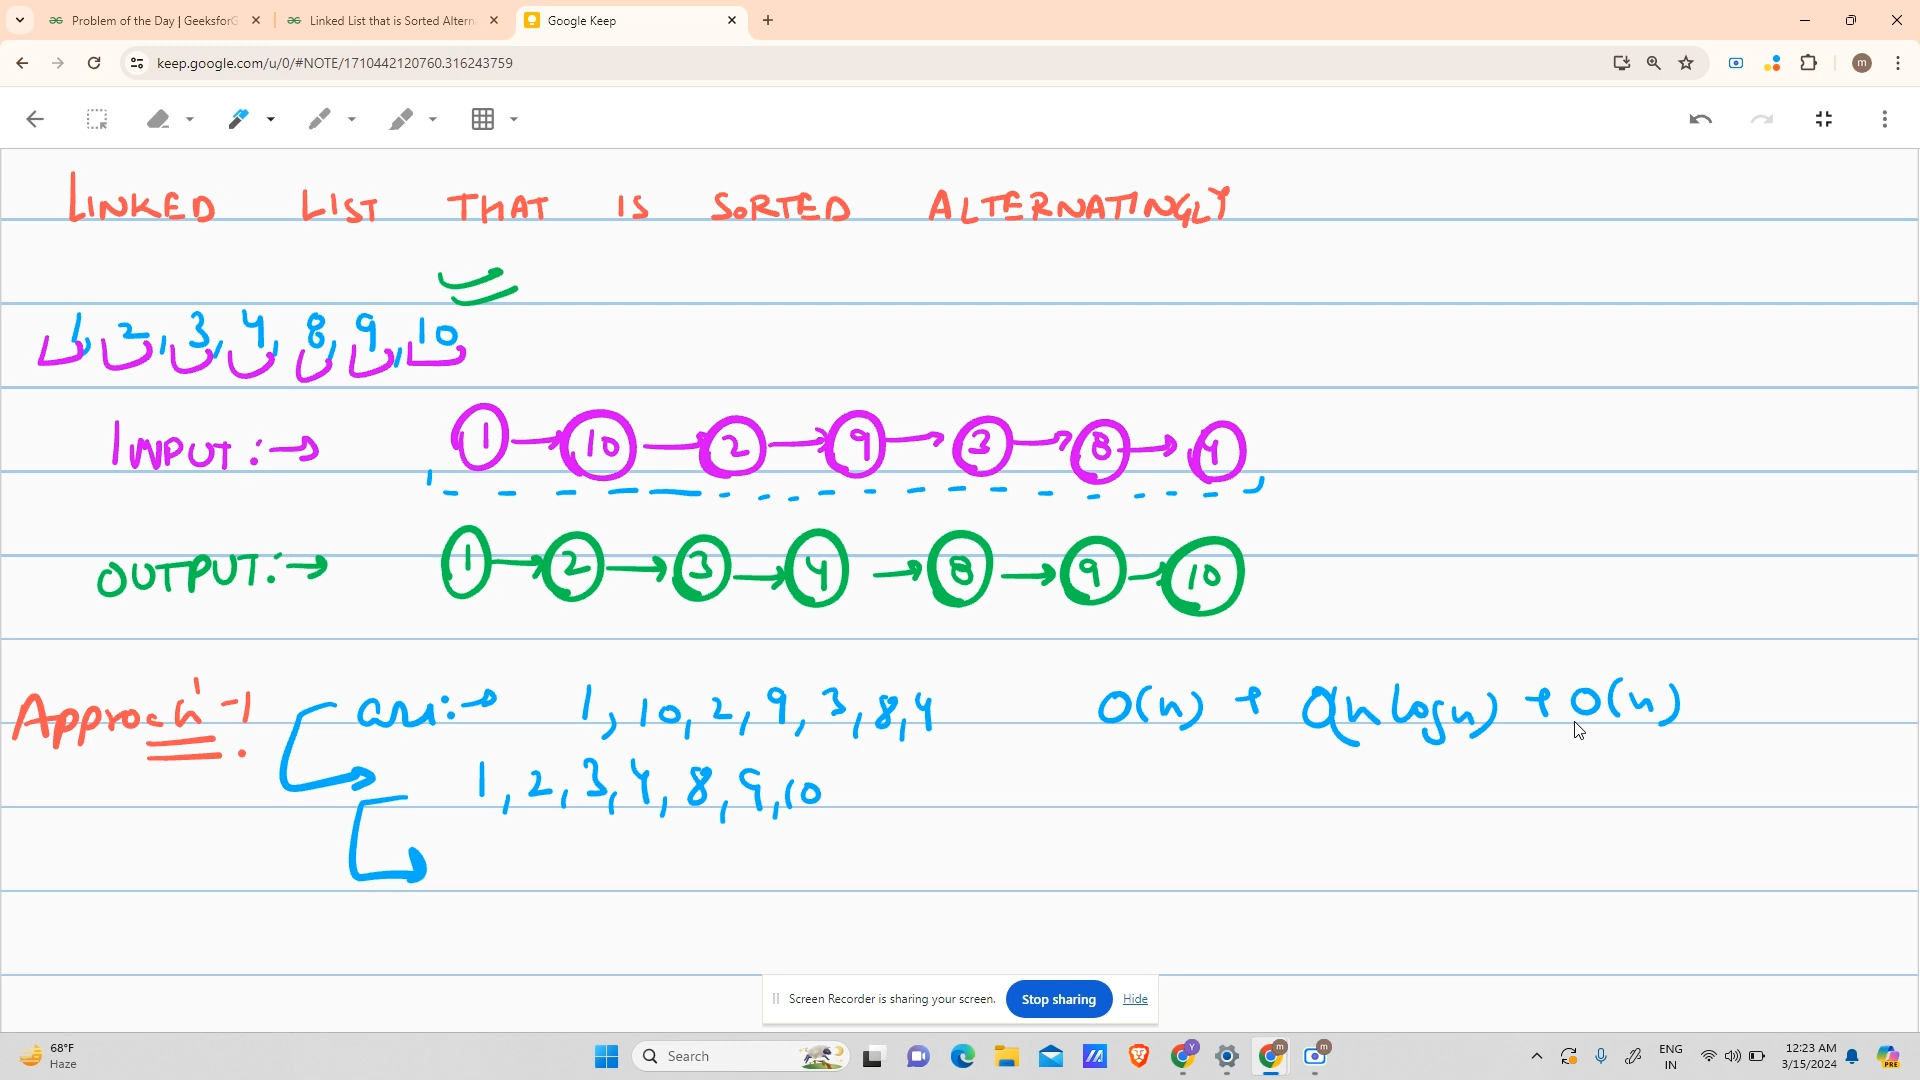 Problem of the Day | GeeksforG
Linked List that is Sorted Altern
Google Keep
keep.google.com/u/0/#NOTE/1710442120760.316243759
m
LINKED LIST THAT IS SORTED ALTERNATINGLY
1, 2, 3, 4, 8, 9, 10
INPUT:→ 1 → 10 → 2 → 9 → 3 → 8 → 4
OUTPUT:→ 1 → 2 → 3 → 4 → 8 → 9 → 10
Approach-1 arr:→ 1, 10, 2, 9, 3, 8, 4 O(n) + O(n log n) + O(n)
1, 2, 3, 4, 8, 9, 10
Screen Recorder is sharing your screen. Stop sharing Hide
68°F
Haze
Search
ENG
IN
12:23 AM
3/15/2024